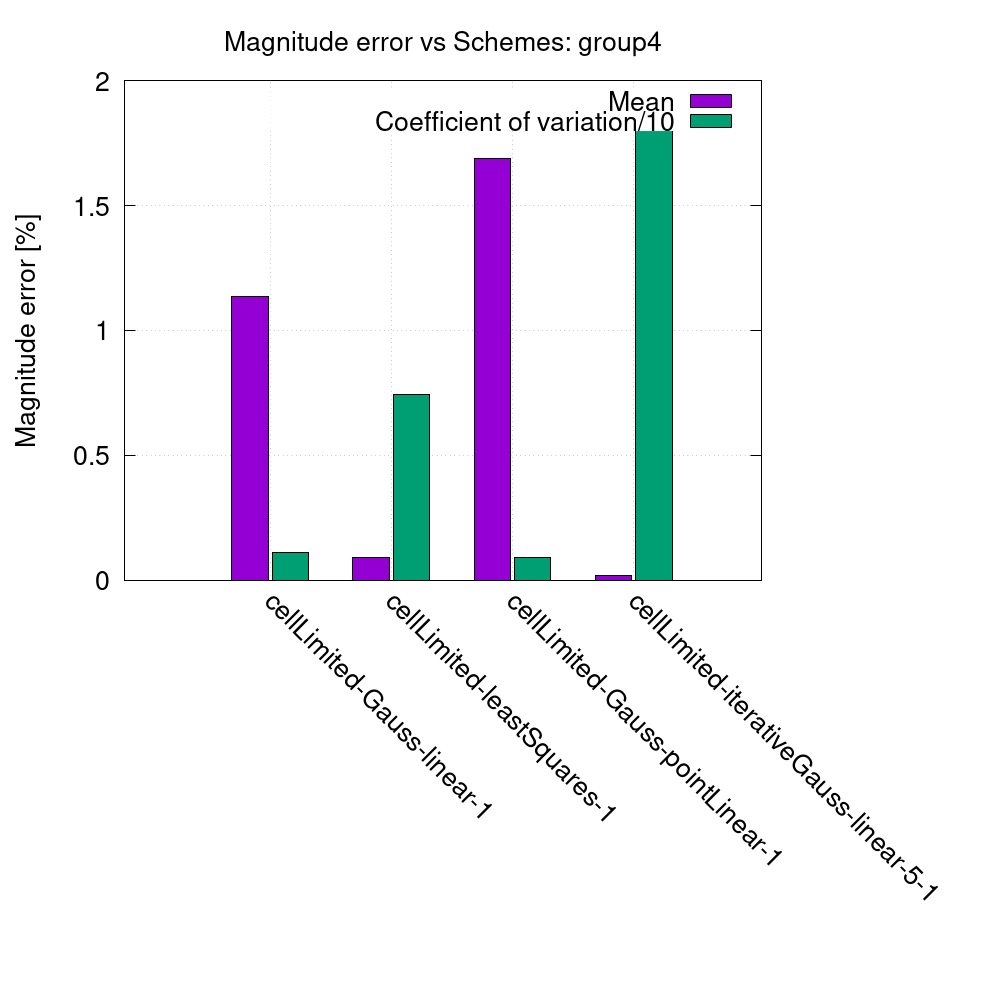 Magnitude error vs Schemes: group4
Mean
Coefficient of variation/10
Magnitude error [%]
2
1.5
1
0.5
0
cellLimited-Gauss-linear-1
cellLimited-leastSquares-1
cellLimited-Gauss-pointLinear-1
cellLimited-iterativeGauss-linear-5-1